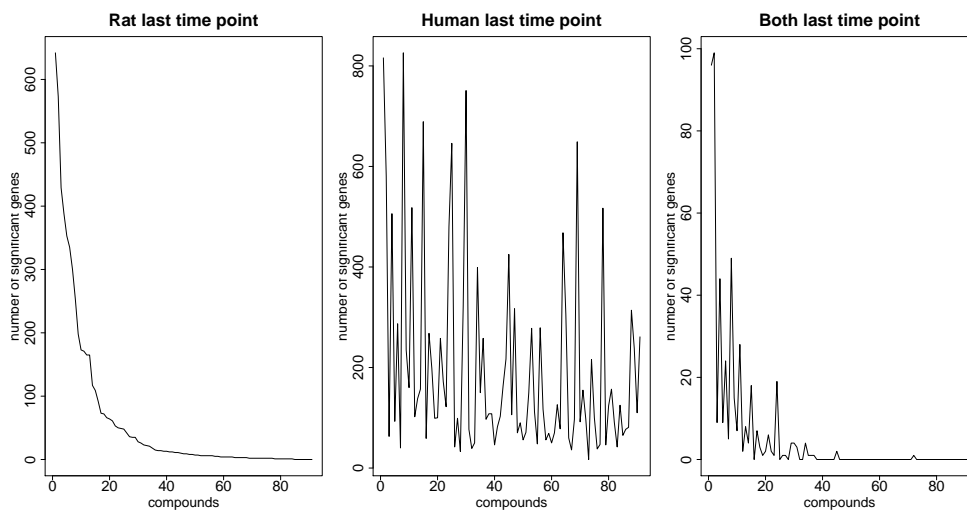 Rat last time point
Human last time point
Both last time point
number of significant genes
0 100 200 300 400 500 600
0 20 40 60 80
compounds
number of significant genes
0 200 400 600 800
0 20 40 60 80
compounds
number of significant genes
0 20 40 60 80 100
0 20 40 60 80
compounds